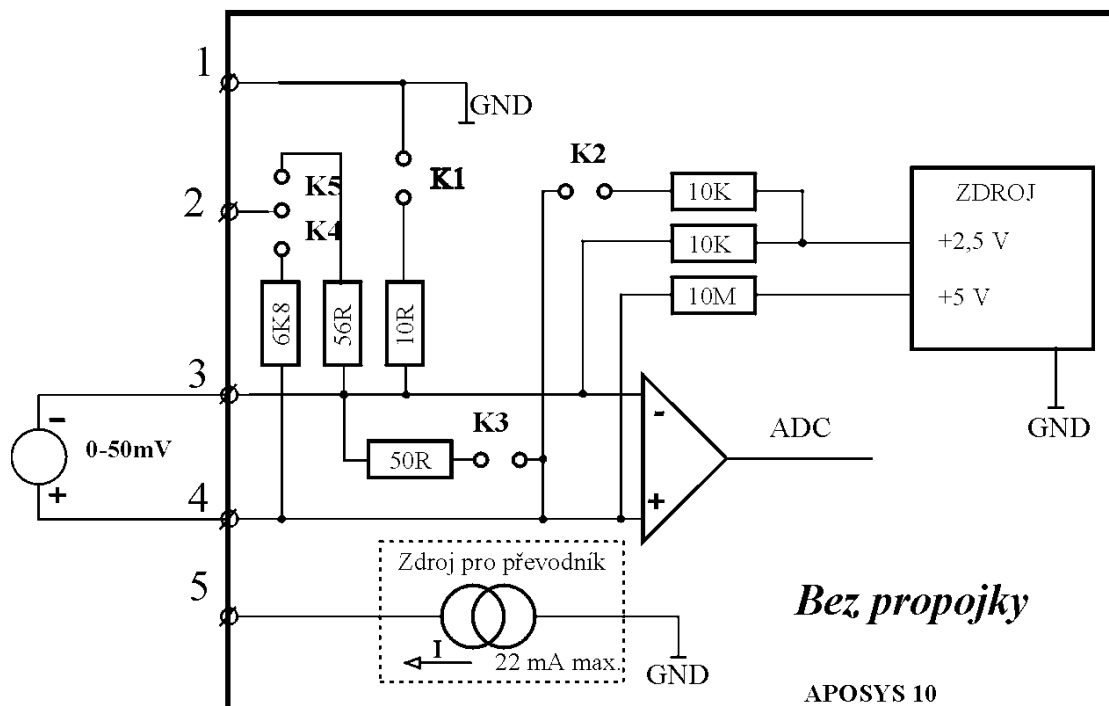 1
GND
K5
K1
K2
10K
ZDROJ
2
K4
10K
+2,5 V
6K8
56R
10R
10M
+5 V
3
-
K3
-
ADC
GND
0-50mV
50R
+
4
+
Zdroj pro převodník
5
Bez propojky
I
22 mA max.
GND
APOSYS 10